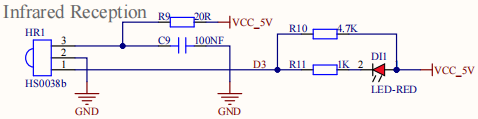 Infrared Reception
R9 20R
VCC_5V
HR1
3
2
1
C9 100NF
R10 4.7K
D3
R11 1K 2 DI1
VCC_5V
HS0038b
LED-RED
GND
GND